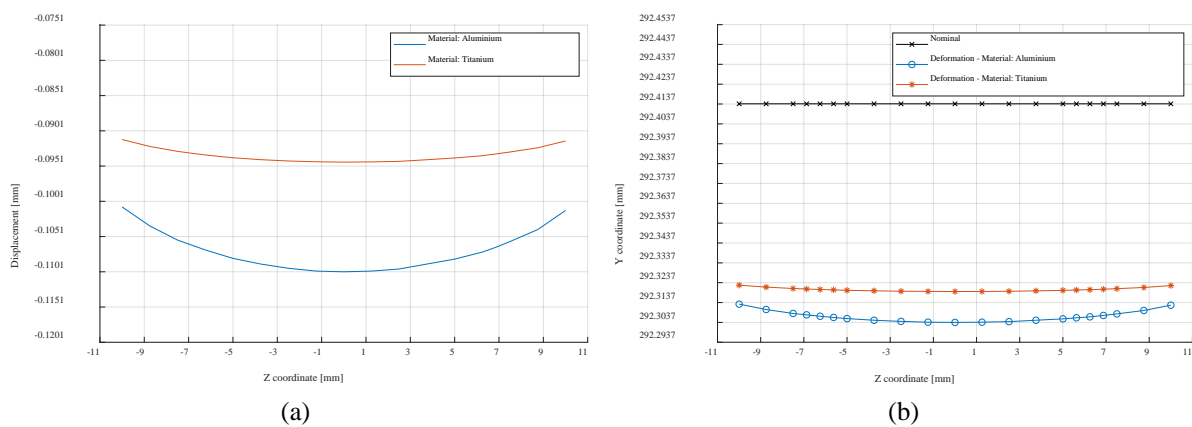 -0.0751
-0.0801
-0.0851
-0.0901
-0.0951
-0.1001
-0.1051
-0.1101
-0.1151
-0.1201
Displacement [mm]
Material: Aluminium
Material: Titanium
-11 -9 -7 -5 -3 -1 1 3 5 7 9 11
Z coordinate [mm]
(a)
292.4537
292.4437
292.4337
292.4237
292.4137
292.4037
292.3937
292.3837
292.3737
292.3637
292.3537
292.3437
292.3337
292.3237
292.3137
292.3037
292.2937
Y coordinate [mm]
Nominal
Deformation - Material: Aluminium
Deformation - Material: Titanium
-11 -9 -7 -5 -3 -1 1 3 5 7 9 11
Z coordinate [mm]
(b)